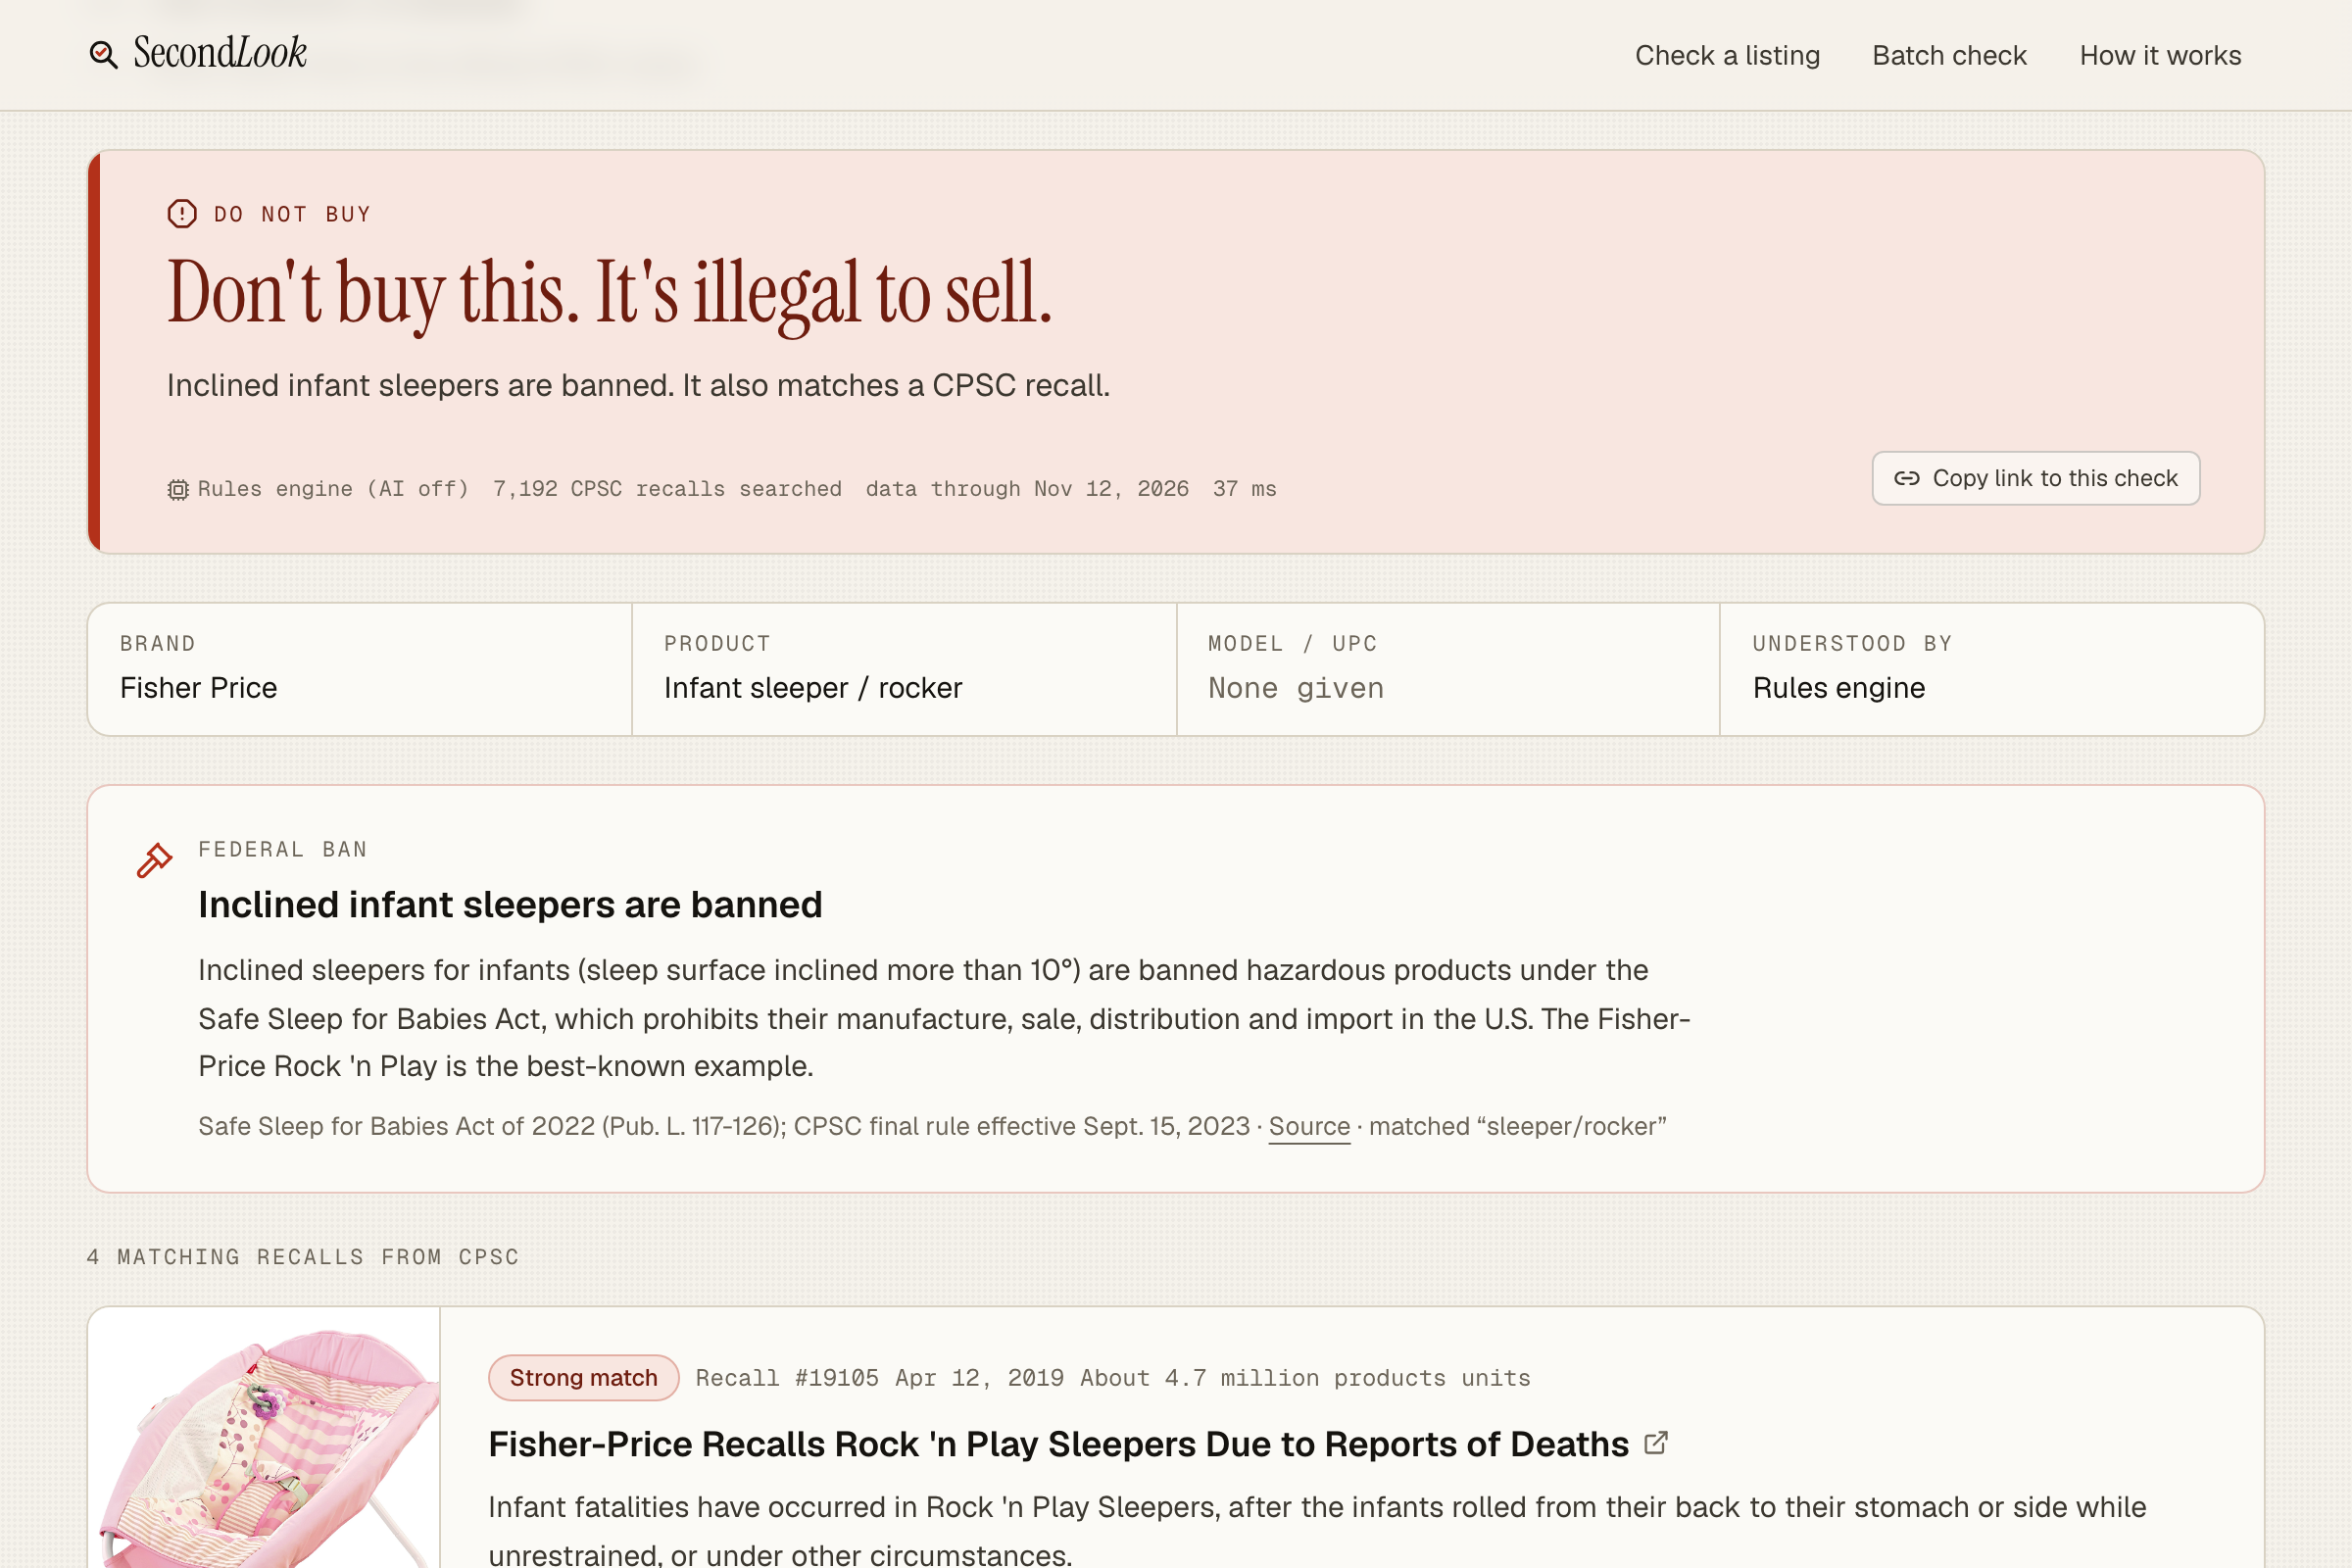 SecondLook
Check a listing
Batch check
How it works
DO NOT BUY
Don't buy this. It's illegal to sell.
Inclined infant sleepers are banned. It also matches a CPSC recall.
Rules engine (AI off) 7,192 CPSC recalls searched data through Nov 12, 2026 37 ms
Copy link to this check
BRAND
Fisher Price
PRODUCT
Infant sleeper / rocker
MODEL / UPC
None given
UNDERSTOOD BY
Rules engine
FEDERAL BAN
Inclined infant sleepers are banned
Inclined sleepers for infants (sleep surface inclined more than 10°) are banned hazardous products under the
Safe Sleep for Babies Act, which prohibits their manufacture, sale, distribution and import in the U.S. The Fisher-
Price Rock 'n Play is the best-known example.
Safe Sleep for Babies Act of 2022 (Pub. L. 117-126); CPSC final rule effective Sept. 15, 2023 · Source · matched “sleeper/rocker”
4 MATCHING RECALLS FROM CPSC
Strong match
Recall #19105 Apr 12, 2019 About 4.7 million products units
Fisher-Price Recalls Rock 'n Play Sleepers Due to Reports of Deaths
Infant fatalities have occurred in Rock 'n Play Sleepers, after the infants rolled from their back to their stomach or side while
unrestrained, or under other circumstances.